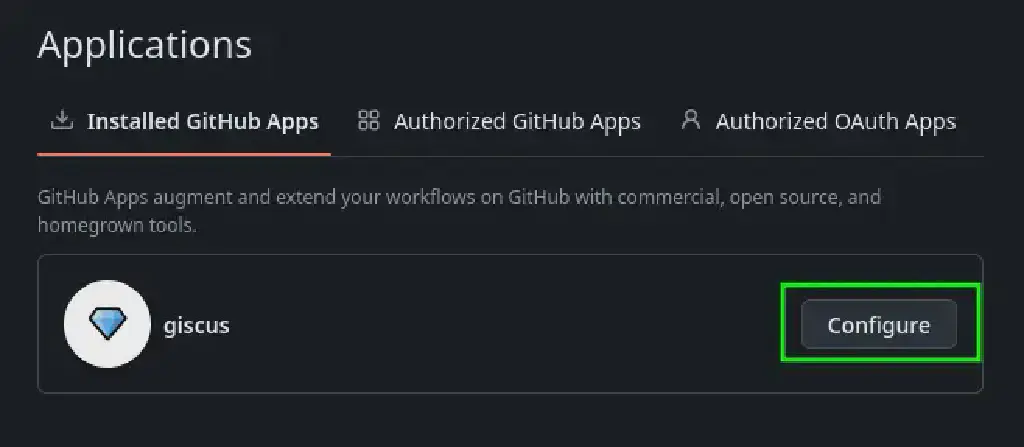 Applications
Installed GitHub Apps
Authorized GitHub Apps
Authorized OAuth Apps
GitHub Apps augment and extend your workflows on GitHub with commercial, open source, and
homegrown tools.
giscus
Configure